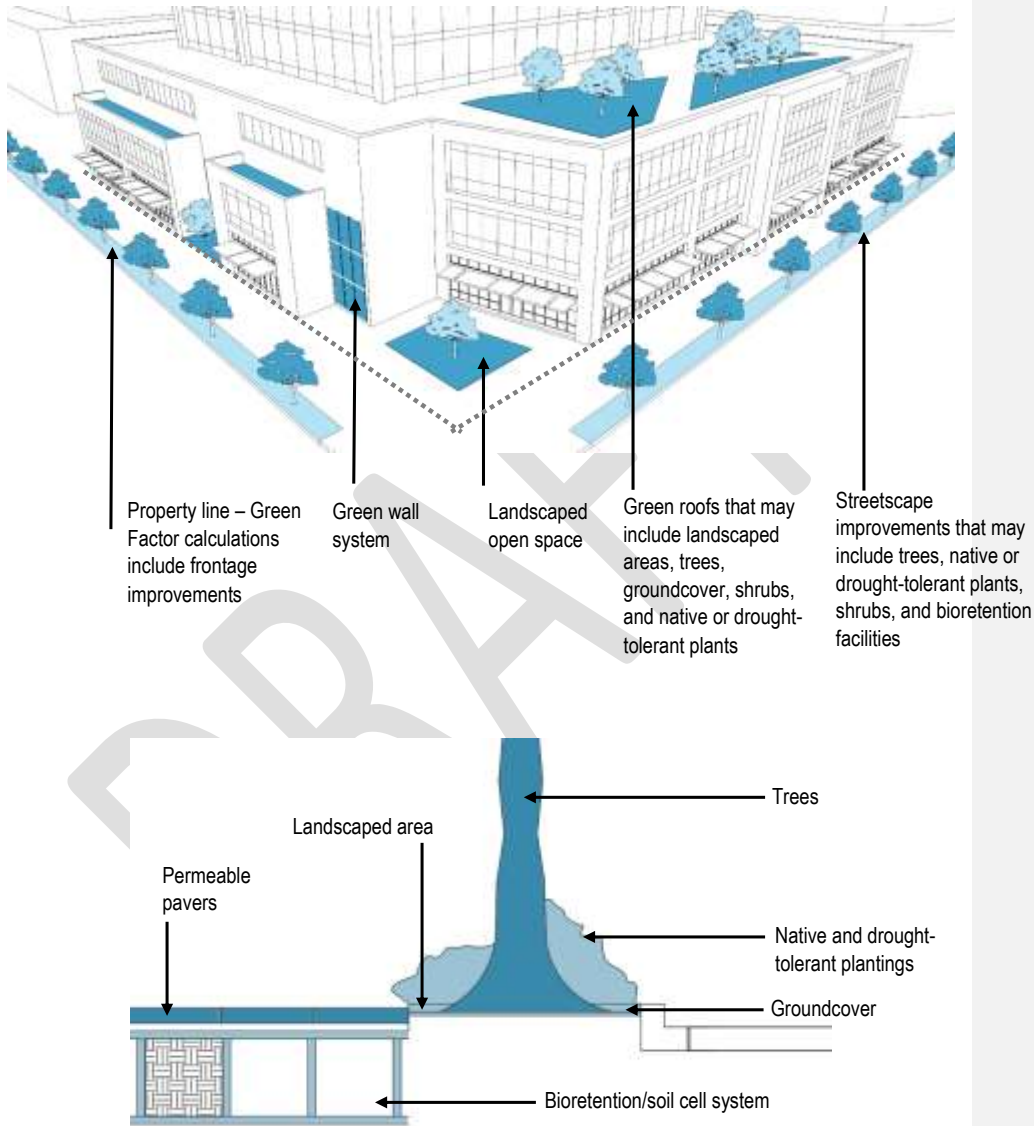 Property line – Green
Factor calculations
include frontage
improvements
Green wall
system
Landscaped
open space
Green roofs that may
include landscaped
areas, trees,
groundcover, shrubs,
and native or drought-
tolerant plants
Streetscape
improvements that may
include trees, native or
drought-tolerant plants,
shrubs, and bioretention
facilities
DRAFT
Trees
Landscaped area
Permeable
pavers
Native and drought-
tolerant plantings
Groundcover
Bioretention/soil cell system